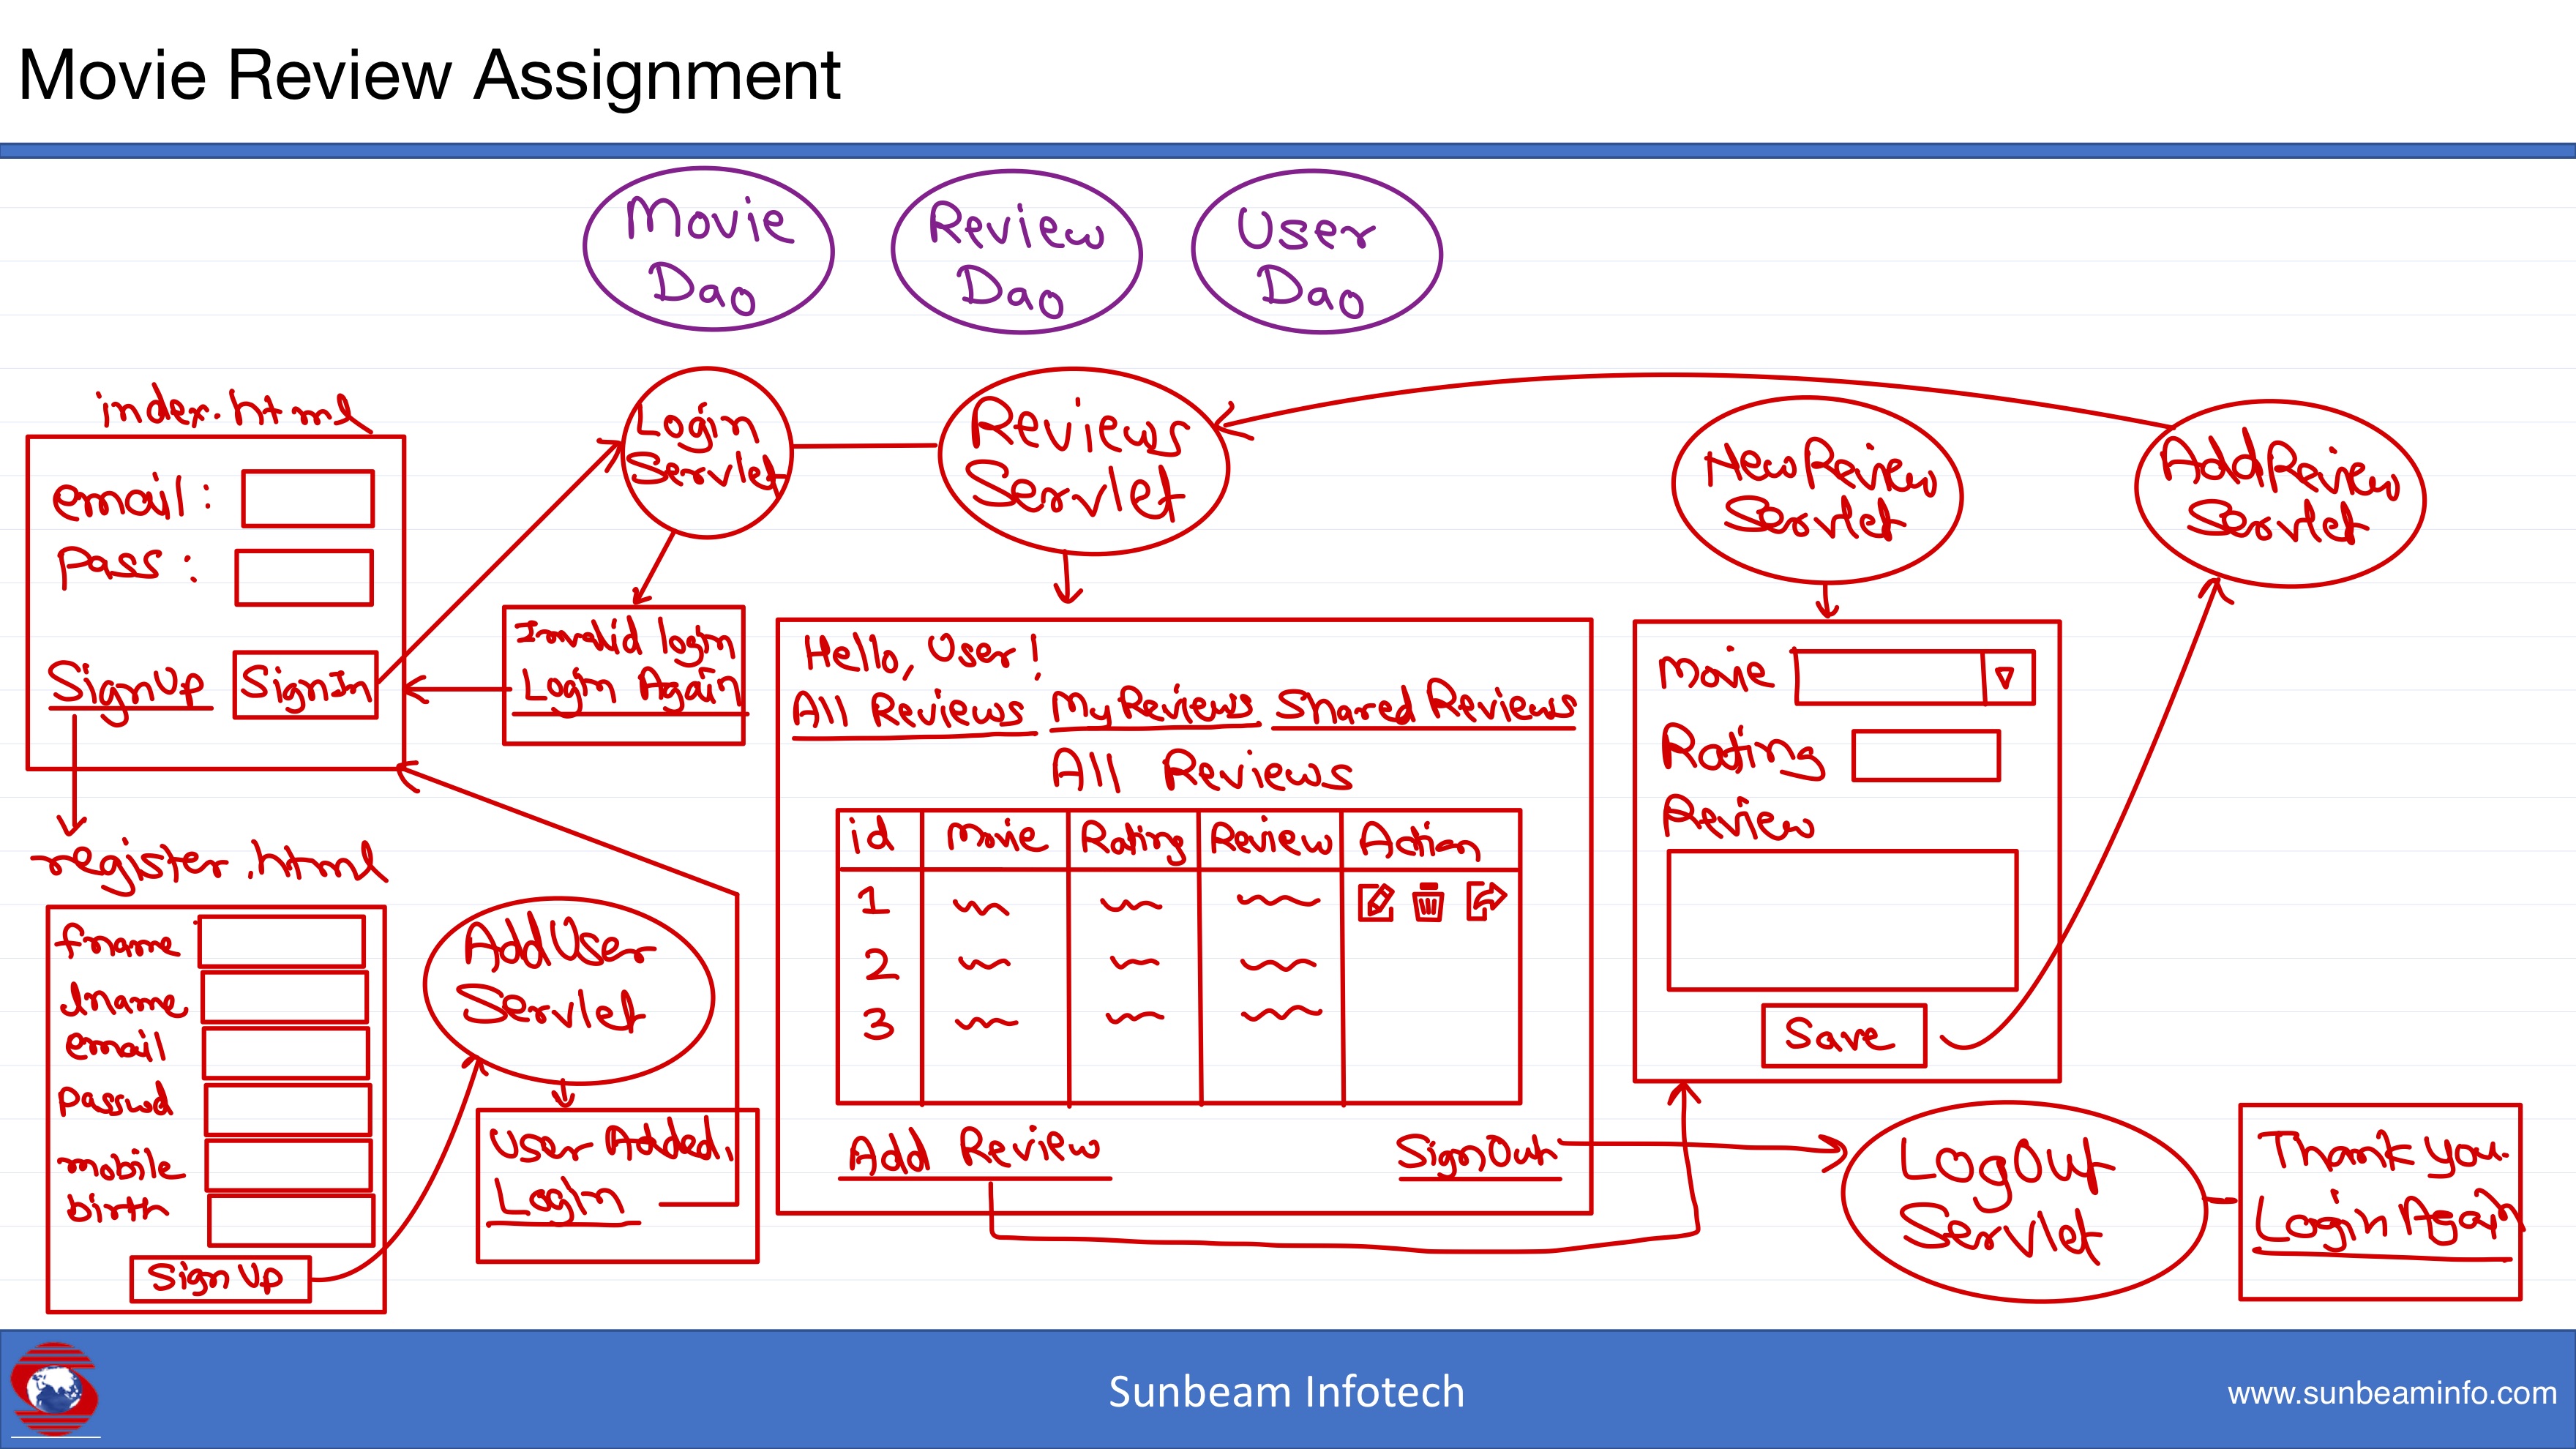 Movie Review Assignment
Movie
Dao
Review
Dao
User
Dao
index.html
email:
Pass:
SignUp
SignIn
Login
Servlet
Invalid login
Login Again
Reviews
Servlet
Hello, User!
All Reviews My Reviews Shared Reviews
All Reviews
id Movie Rating Review Action
1
2
3
Add Review
SignOut
NewReview
Servlet
Movie
Rating
Review
Save
AddReview
Servlet
register.html
fname
lname
email
Passwd
mobile
birth
Sign Up
AddUser
Servlet
User Added.
Login
LogOut
Servlet
Thank you.
Login Again
Sunbeam Infotech
www.sunbeaminfo.com